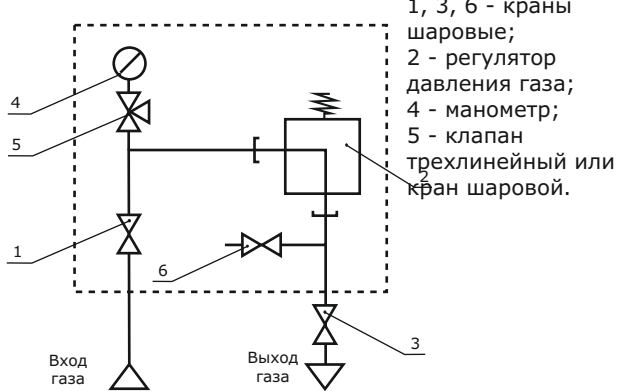 1, 3, 6 - краны
шаровые;
2 - регулятор
давления газа;
4 - манометр;
5 - клапан
трехлинейный или
кран шаровой.
4
5
2
1
6
3
Вход
газа
Выход
газа